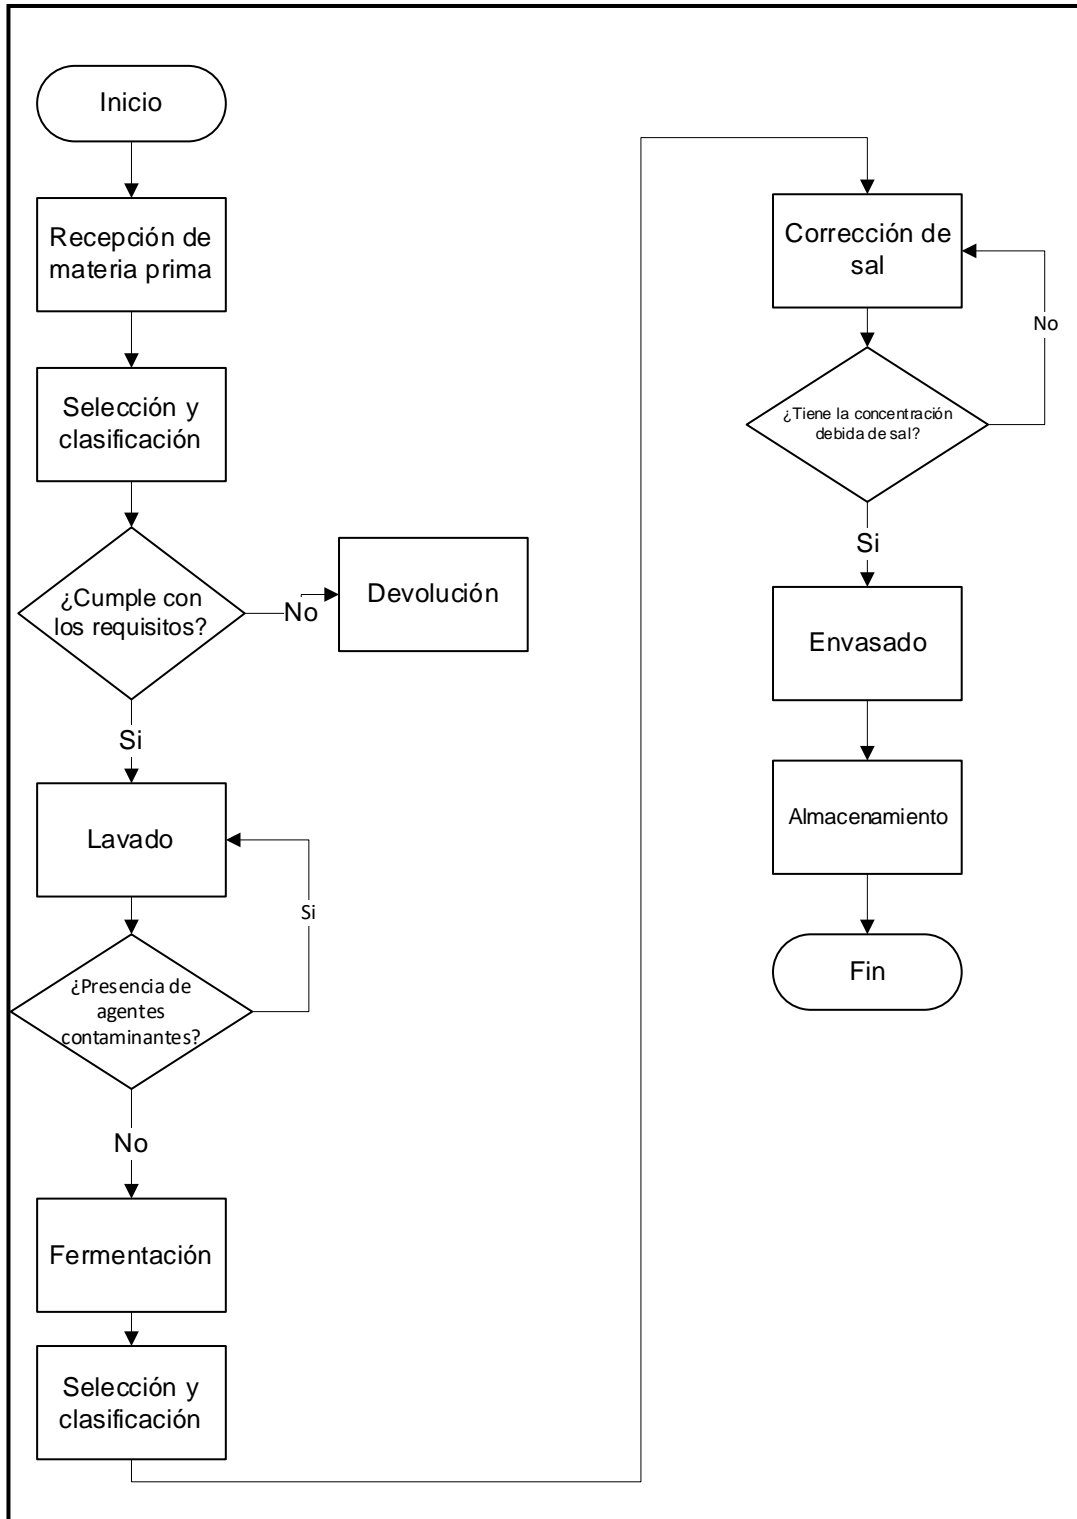 Inicio
Recepción de
materia prima
Selección y
clasificación
¿Cumple con
los requisitos?
No
Devolución
Si
Lavado
Si
¿Presencia de
agentes
contaminantes?
No
Fermentación
Selección y
clasificación
Corrección de
sal
No
¿Tiene la concentración
debida de sal?
Si
Envasado
Almacenamiento
Fin